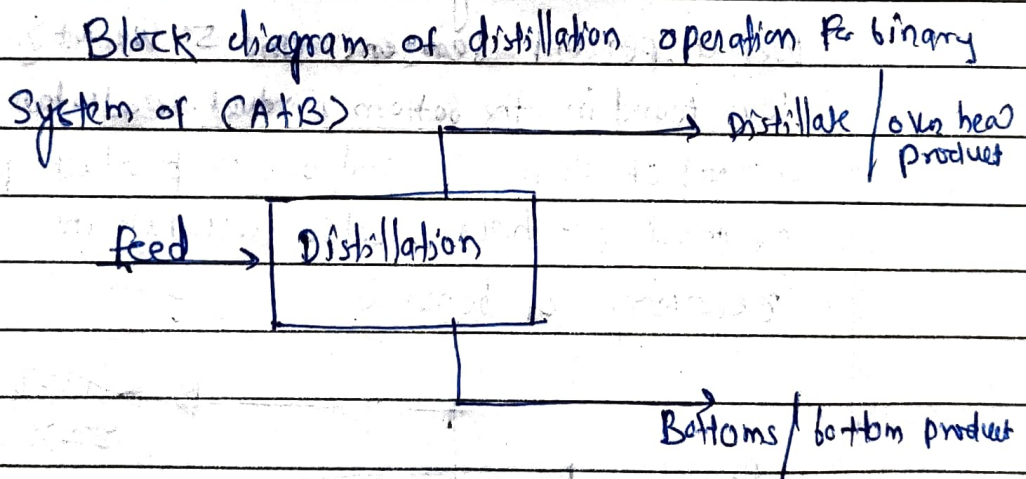 Block diagram of distillation operation for binary
System of (A+B)
Distillate / over head
product
feed
Distillation
Bottoms / bottom product